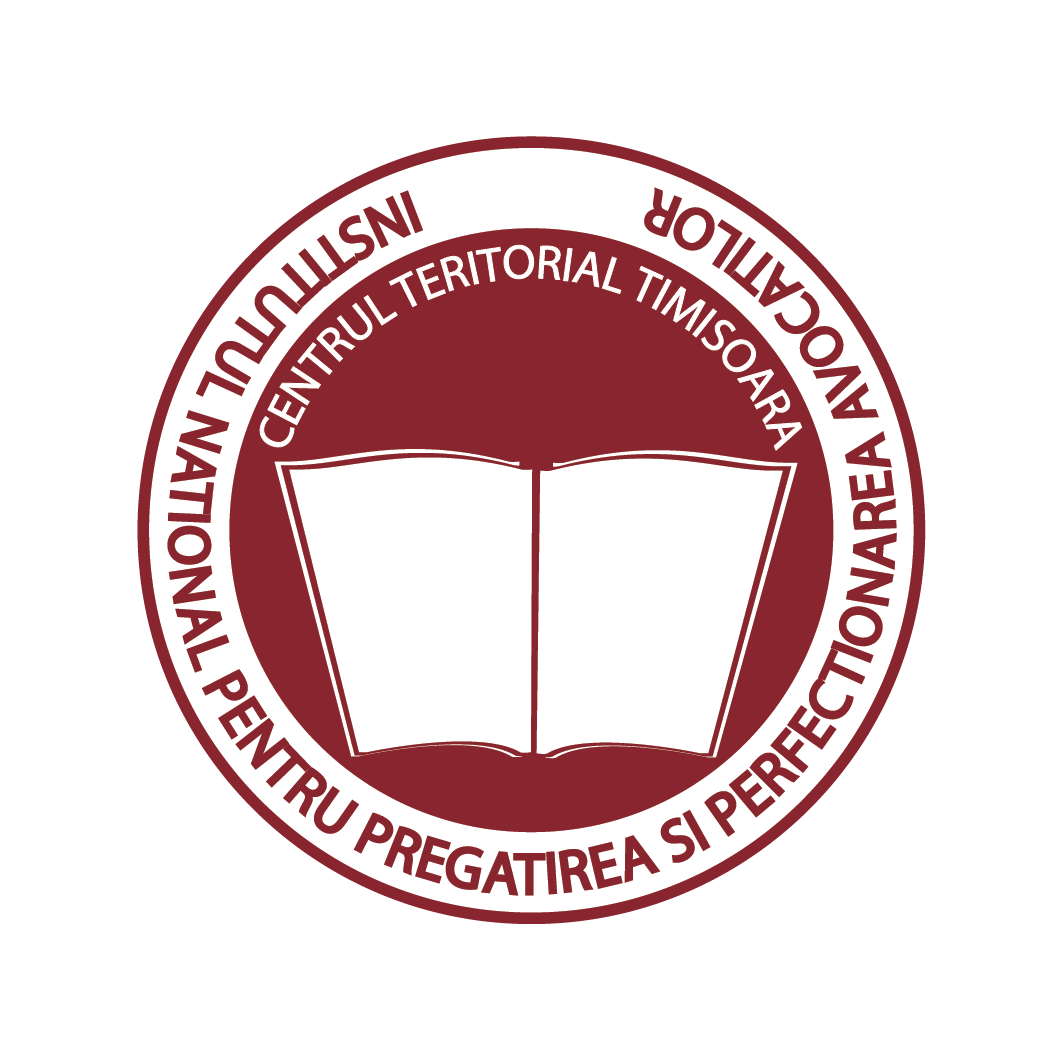 INSTITUTUL NATIONAL PENTRU PREGATIREA SI PERFECTIONAREA AVOCATILOR
CENTRUL TERITORIAL TIMISOARA